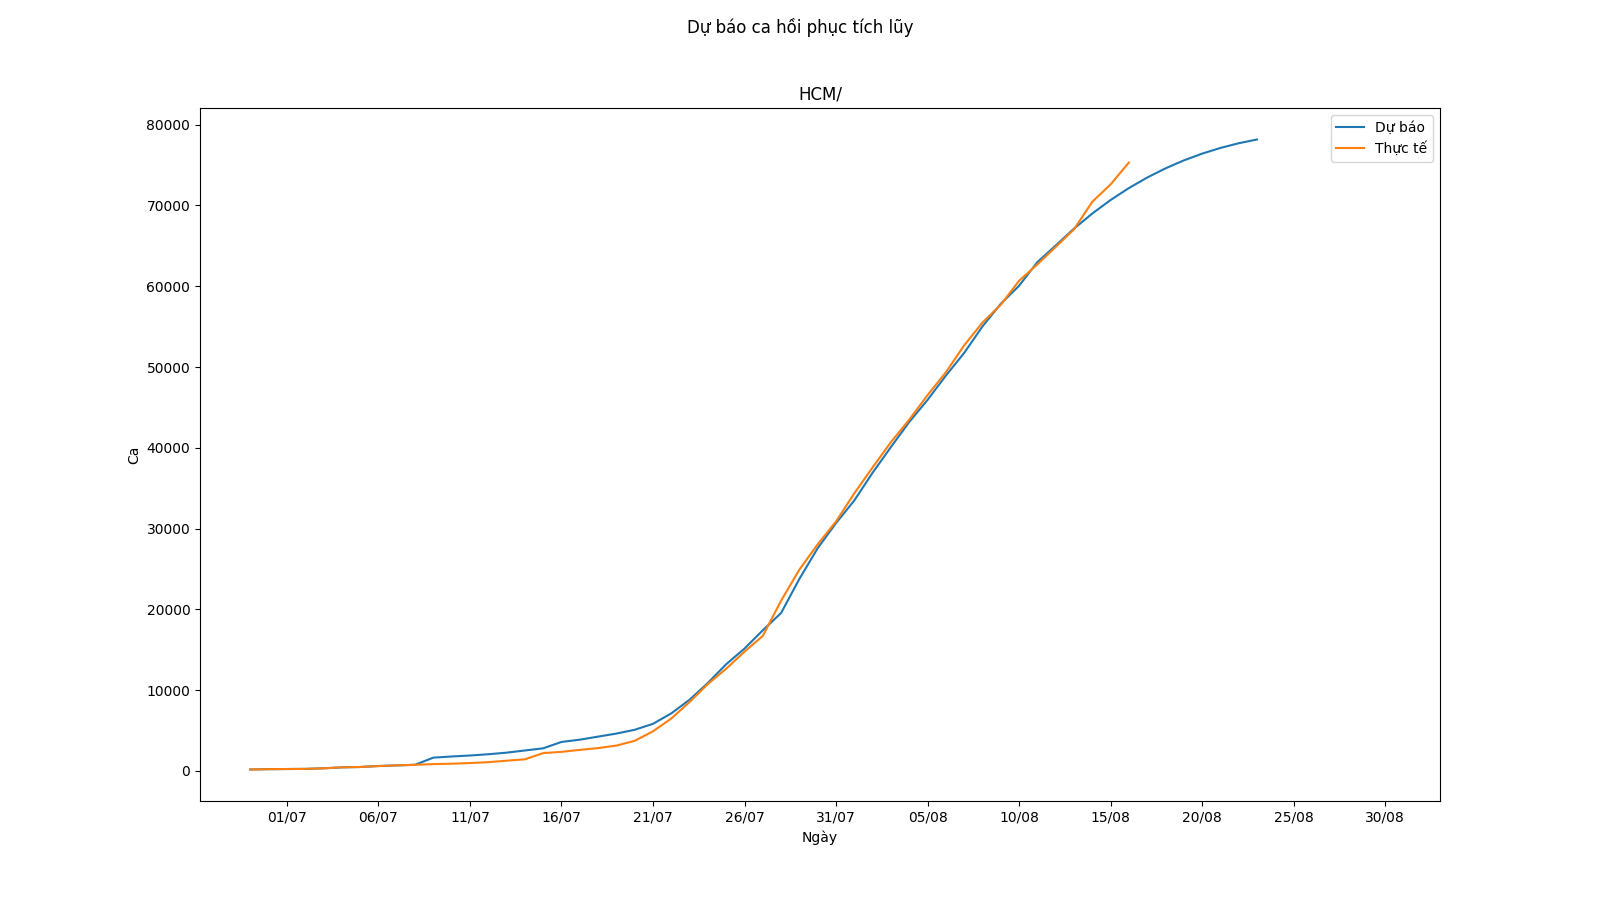 Dự báo ca hồi phục tích lũy
HCM/
Dự báo
Thực tế
80000
70000
60000
50000
40000
30000
20000
10000
0
Ca
01/07 06/07 11/07 16/07 21/07 26/07 31/07 05/08 10/08 15/08 20/08 25/08 30/08
Ngày